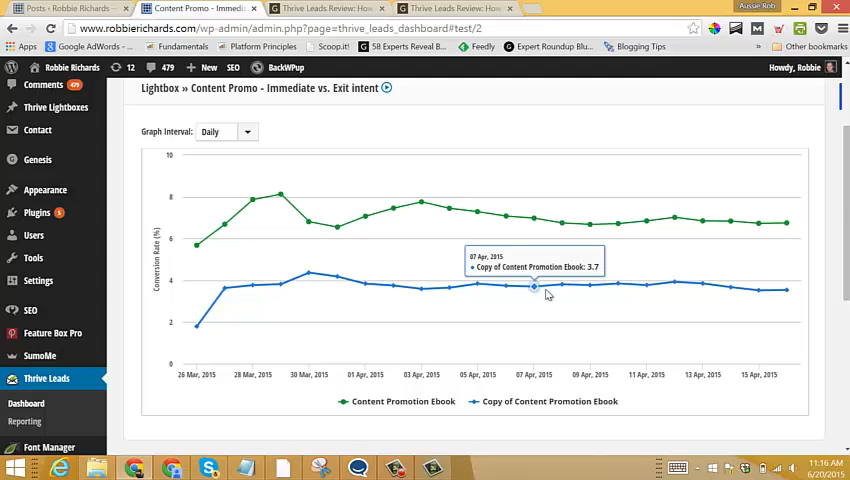 Posts ‹ Robbie Richards —
Content Promo - Immedia
Thrive Leads Review: How
Thrive Leads Review: How
Aussie Rob
www.robbierichards.com/wp-admin/admin.php?page=thrive_leads_dashboard#test/2
Apps
Google AdWords -
Fundamentals
Platform Principles
Scoop.it!
58 Experts Reveal B...
Feedly
Expert Roundup Blu...
Blogging Tips
Other bookmarks
Robbie Richards
12
479
New
SEO
BackWPup
Howdy, Robbie
Comments 479
Thrive Lightboxes
Contact
Genesis
Appearance
Plugins 5
Users
Tools
Settings
SEO
Feature Box Pro
SumoMe
Thrive Leads
Dashboard
Reporting
Font Manager
Lightbox » Content Promo - Immediate vs. Exit intent
Graph Interval: Daily
Conversion Rate (%)
10
8
6
4
2
0
07 Apr, 2015
Copy of Content Promotion Ebook: 3.7
26 Mar, 2015
28 Mar, 2015
30 Mar, 2015
01 Apr, 2015
03 Apr, 2015
05 Apr, 2015
07 Apr, 2015
09 Apr, 2015
11 Apr, 2015
13 Apr, 2015
15 Apr, 2015
Content Promotion Ebook
Copy of Content Promotion Ebook
11:16 AM
6/20/2015